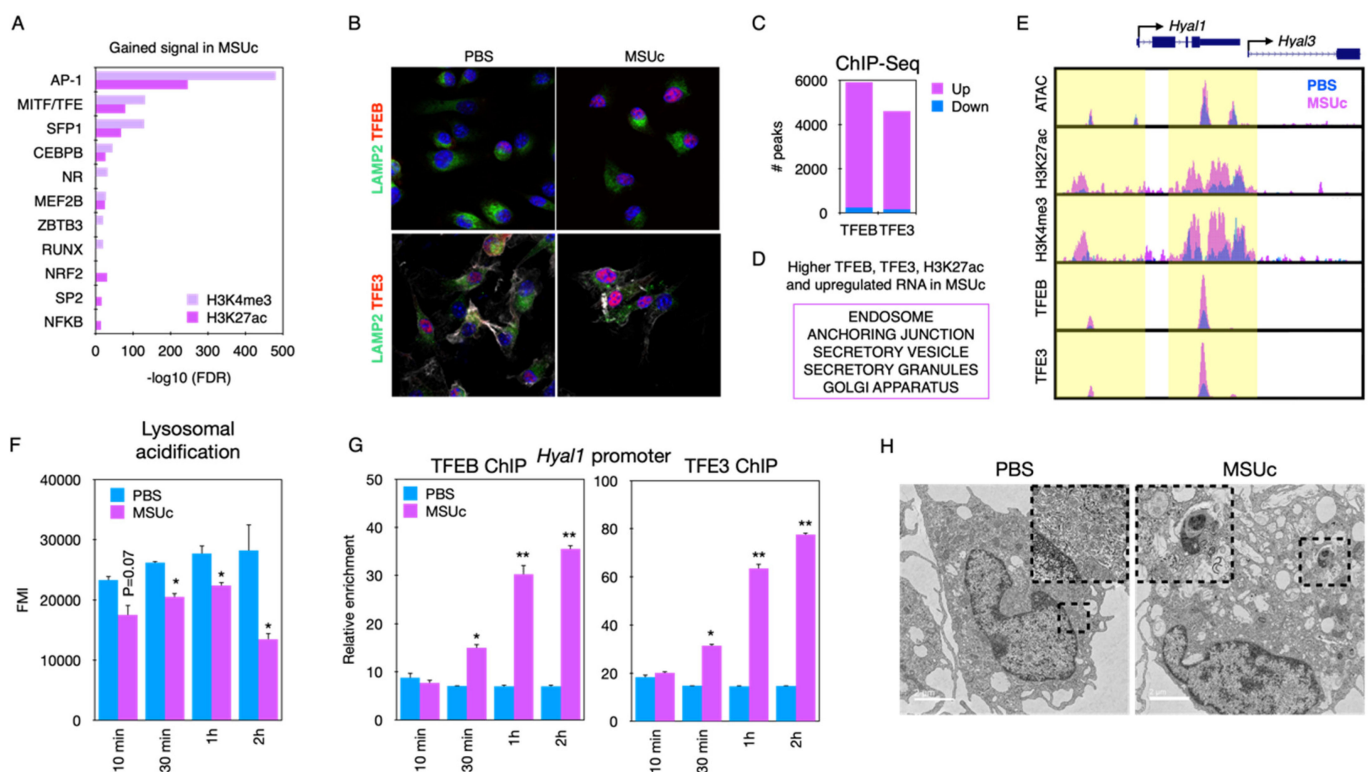 A
Gained signal in MSUc
AP-1
MITF/TFE
SFP1
CEBPB
NR
MEF2B
ZBTB3
RUNX
NRF2
SP2
NFKB
H3K4me3
H3K27ac
0 100 200 300 400 500
-log10 (FDR)
B
PBS MSUc
LAMP2 TFEB
LAMP2 TFE3
C
ChIP-Seq
6000
4000
2000
0
# peaks
Up
Down
TFEB TFE3
D
Higher TFEB, TFE3, H3K27ac
and upregulated RNA in MSUc
ENDOSOME
ANCHORING JUNCTION
SECRETORY VESICLE
SECRETORY GRANULES
GOLGI APPARATUS
E
Hyal1
Hyal3
PBS
MSUc
ATAC
H3K27ac
H3K4me3
TFEB
TFE3
F
Lysosomal
acidification
40000
30000
20000
10000
0
FMI
PBS
MSUc
P=0.07
*
*
*
10 min
30 min
1h
2h
G
Hyal1 promoter
TFEB ChIP
TFE3 ChIP
50
40
30
20
10
0
Relative enrichment
PBS
MSUc
*
**
**
10 min
30 min
1h
2h
100
80
60
40
20
0
*
**
**
10 min
30 min
1h
2h
H
PBS
MSUc